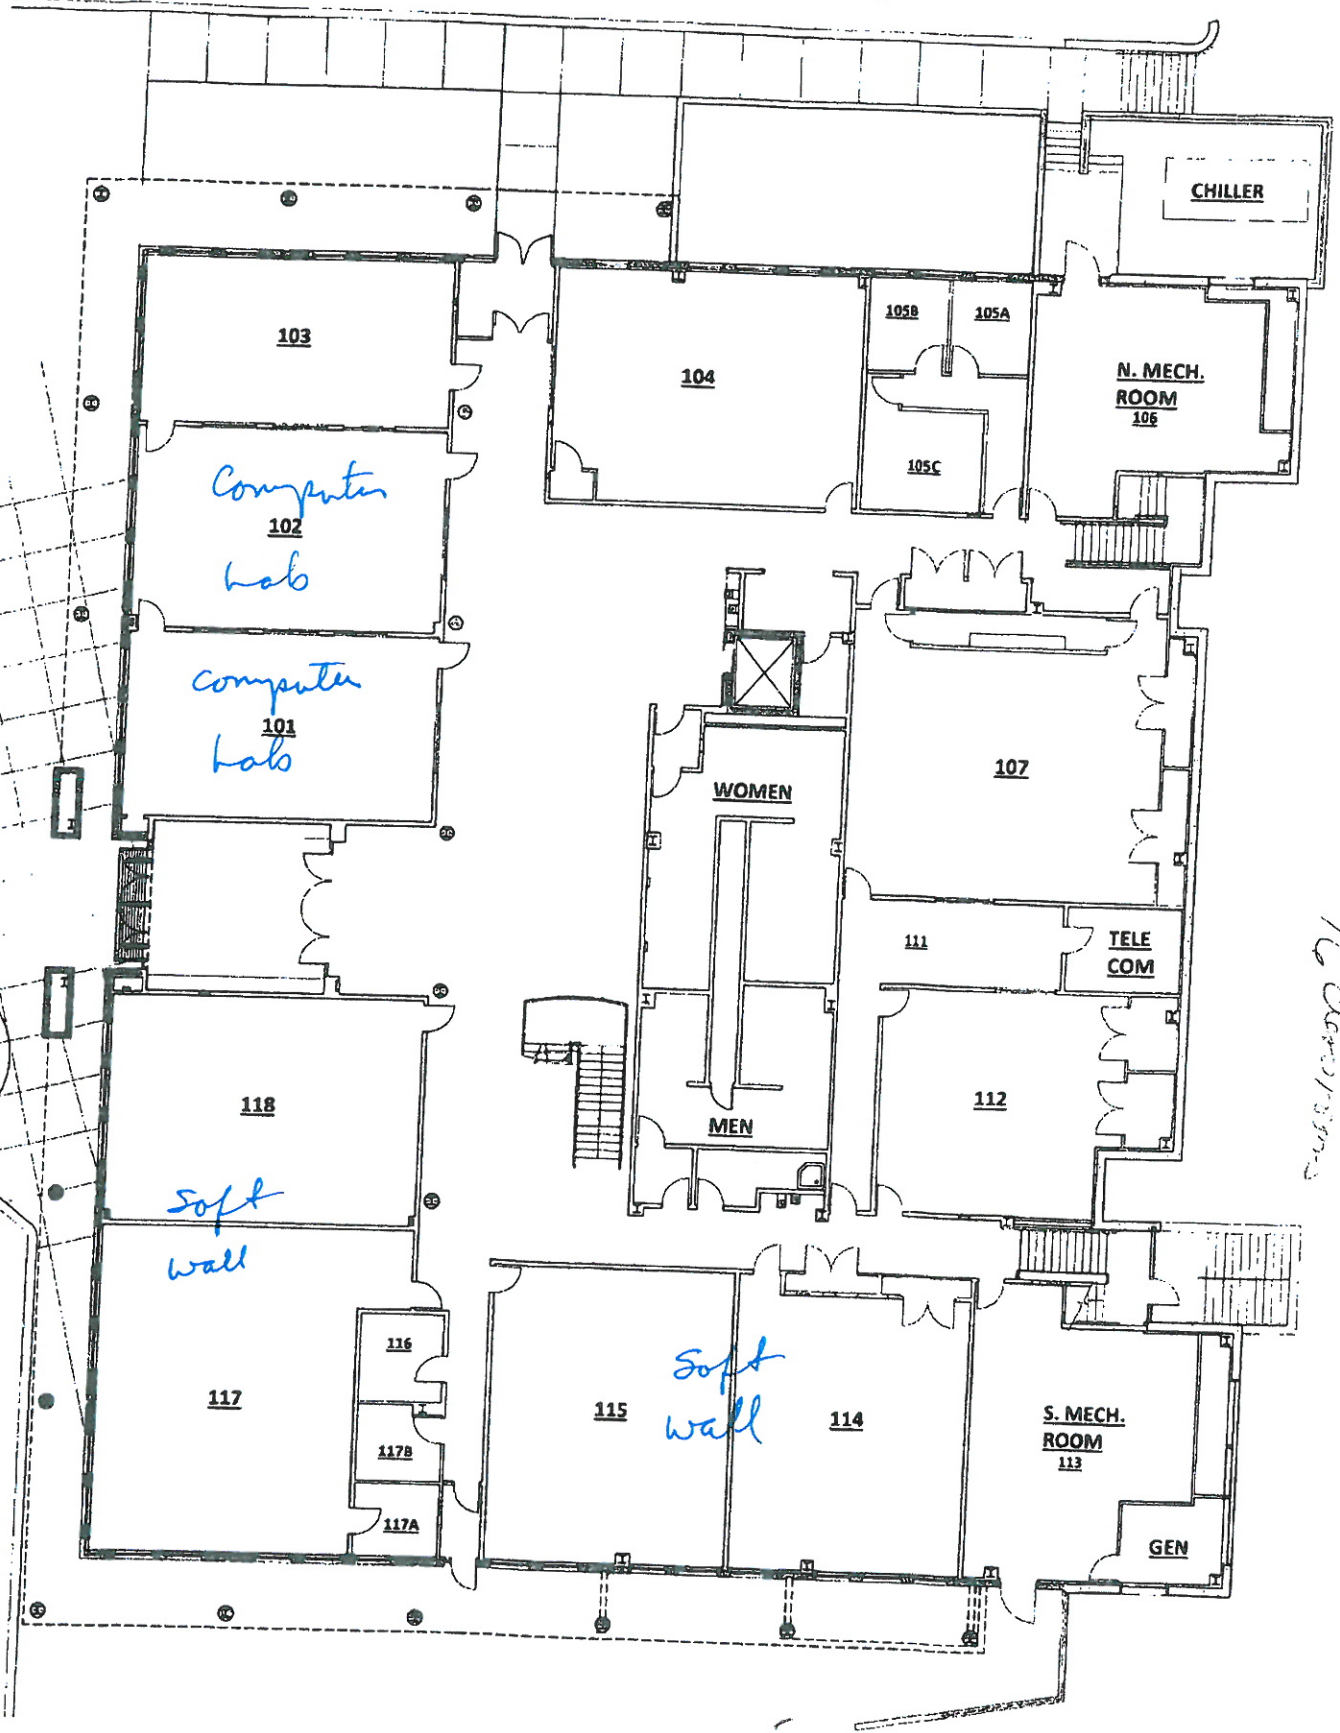 CHILLER
103
104
105B
105A
N. MECH.
ROOM
106
105C
Computer
102
Lab
computer
101
Lab
107
WOMEN
111
TELE
COM
16
118
112
MEN
Soft
wall
116
117
117B
117A
115
Soft
wall
114
S. MECH.
ROOM
113
GEN